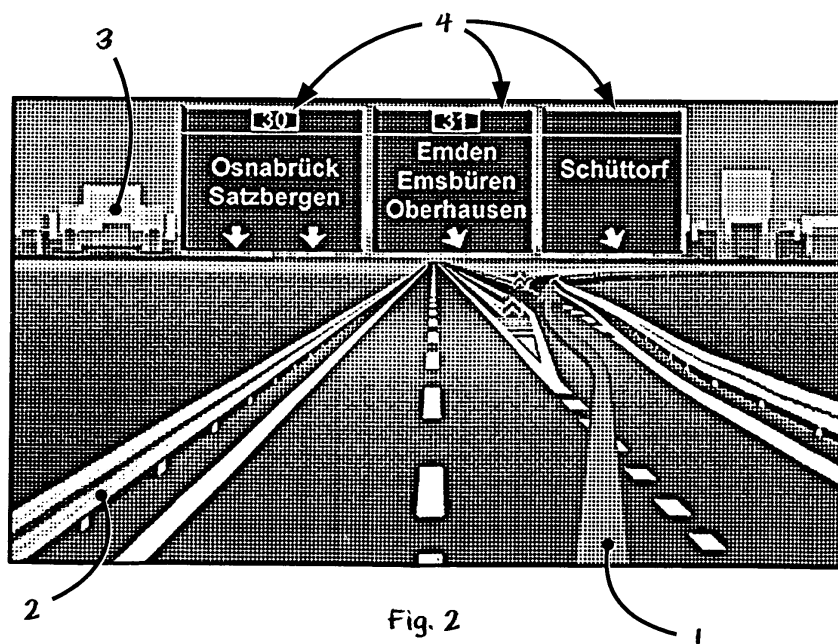 3
4
30
31
Osnabrück
Satzbergen
Emden
Emsbüren
Oberhausen
Schüttorf
2
Fig. 2
1